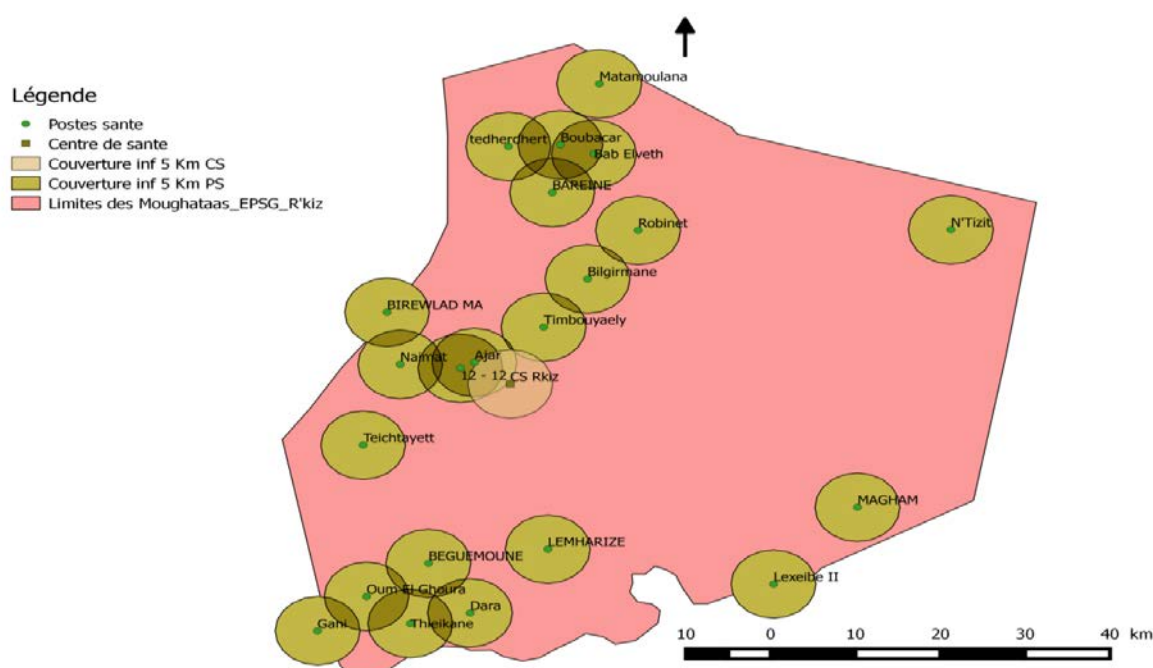 Matamoulana
Légende
Postes sante
Centre de sante
Couverture inf 5 Km CS
Couverture inf 5 Km PS
Limites des Moughataas_EPSG_R'kiz
tedherdhert
Boubacar
Bab Elveth
BAREINE
Robinet
N'Tizit
Bilgirmane
BIREWLAD MA
Timbouyaely
Ajar
Najmat
12 - 12
CS Rkiz
Teichtayett
MAGHAM
LEMHARIZE
BEGUEMOUNE
Lexeibe II
Oum El Ghoura
Dara
Gahi
Thieikane
10 0 10 20 30 40 km